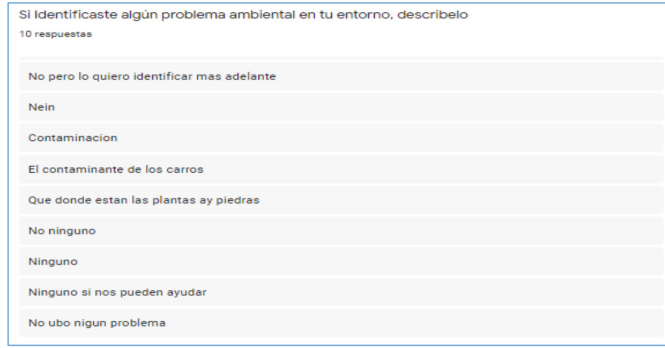 Si Identificaste algún problema ambiental en tu entorno, descríbelo
10 respuestas
No pero lo quiero identificar mas adelante
Nein
Contaminacion
El contaminante de los carros
Que donde estan las plantas ay piedras
No ninguno
Ninguno
Ninguno si nos pueden ayudar
No ubo nigun problema